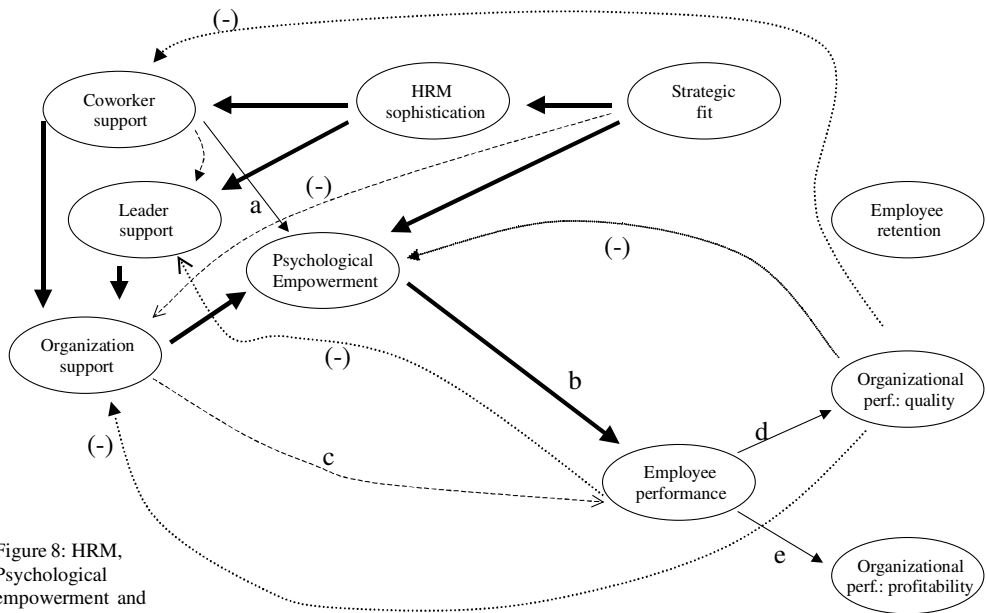 (-)
Coworker
support
HRM
sophistication
Strategic
fit
(-)
Leader
support
a
Employee
retention
(-)
Psychological
Empowerment
Organization
support
(-)
b
Organizational
perf.: quality
(-)
c
d
Employee
performance
e
Organizational
perf.: profitability
Figure 8: HRM,
Psychological
empowerment and